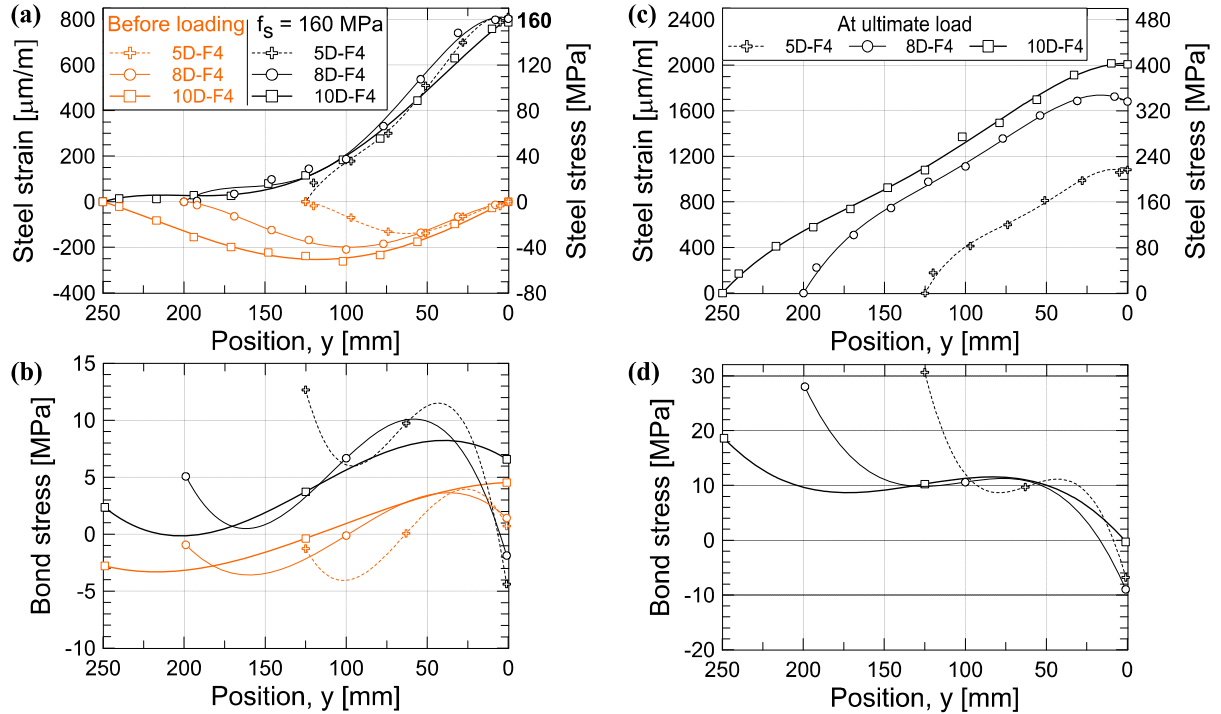 (a)
Before loading
f_s = 160 MPa
5D-F4
5D-F4
8D-F4
8D-F4
10D-F4
10D-F4
Steel strain [μm/m]
800
600
400
200
0
-200
-400
Steel stress [MPa]
160
120
80
40
0
-40
-80
250
200
150
100
50
0
Position, y [mm]
(c)
At ultimate load
5D-F4
8D-F4
10D-F4
Steel strain [μm/m]
2400
2000
1600
1200
800
400
0
Steel stress [MPa]
480
400
320
240
160
80
0
250
200
150
100
50
0
Position, y [mm]
(b)
Bond stress [MPa]
15
10
5
0
-5
-10
250
200
150
100
50
0
Position, y [mm]
(d)
Bond stress [MPa]
30
20
10
0
-10
-20
250
200
150
100
50
0
Position, y [mm]